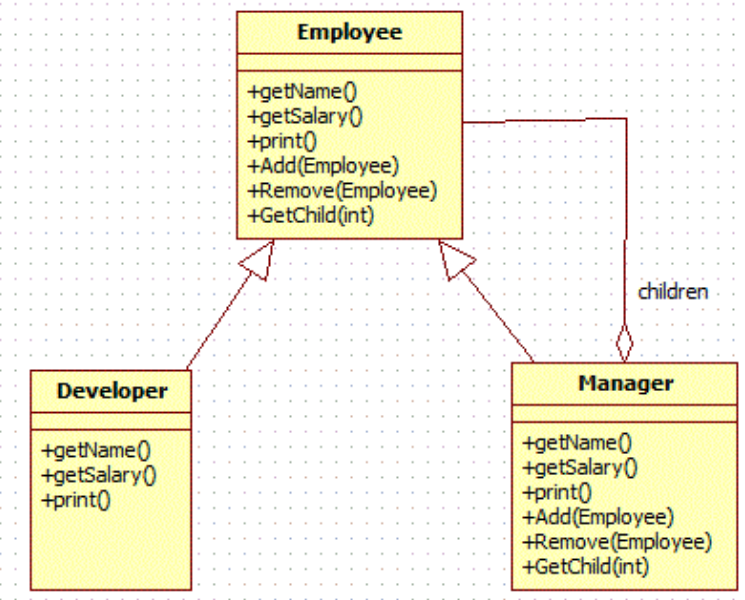 Employee
+getName()
+getSalary()
+print()
+Add(Employee)
+Remove(Employee)
+GetChild(int)
children
Developer
+getName()
+getSalary()
+print()
Manager
+getName()
+getSalary()
+print()
+Add(Employee)
+Remove(Employee)
+GetChild(int)